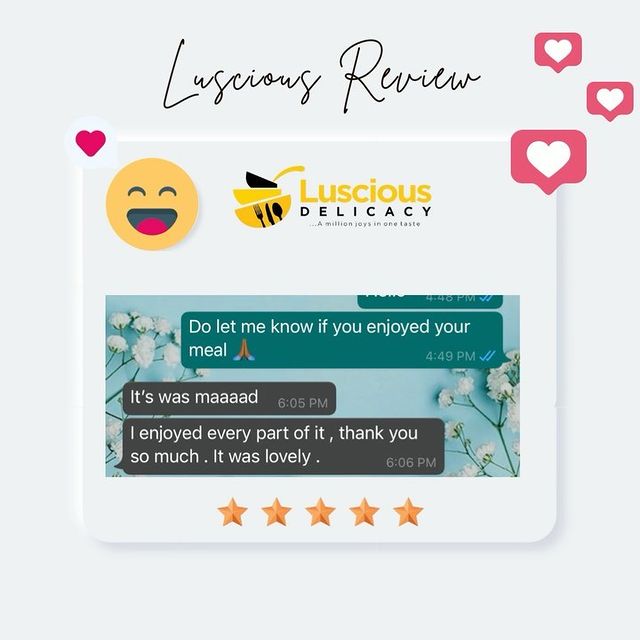 Luscious Review
Luscious
DELICACY
...A million joys in one taste
Hello 4:48 PM
Do let me know if you enjoyed your
meal 🙏🏾 4:49 PM
It's was maaaad 6:05 PM
I enjoyed every part of it , thank you
so much . It was lovely . 6:06 PM